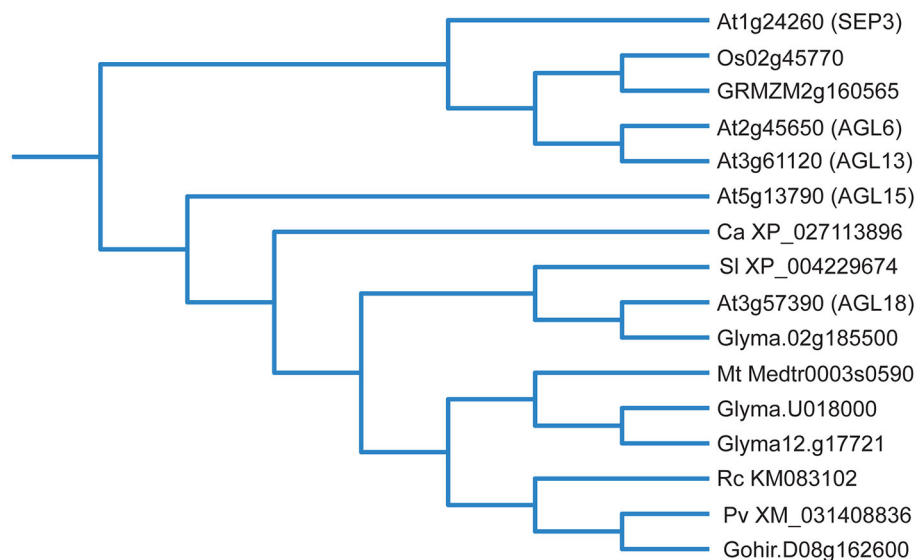 At1g24260 (SEP3)
Os02g45770
GRMZM2g160565
At2g45650 (AGL6)
At3g61120 (AGL13)
At5g13790 (AGL15)
Ca XP_027113896
Sl XP_004229674
At3g57390 (AGL18)
Glyma.02g185500
Mt Medtr0003s0590
Glyma.U018000
Glyma12.g17721
Rc KM083102
Pv XM_031408836
Gohir.D08g162600